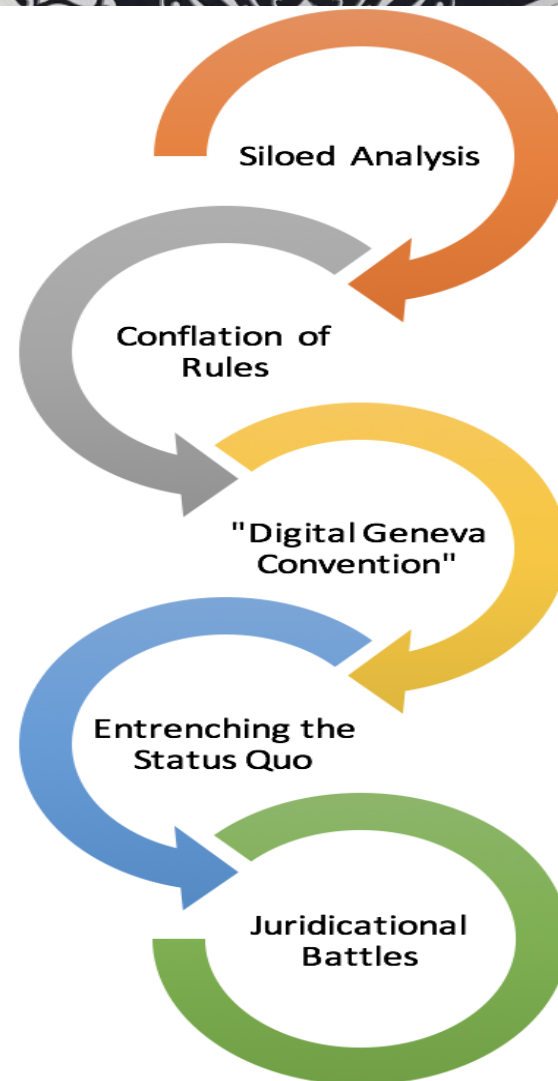 Siloed Analysis
Conflation of
Rules
"Digital Geneva
Convention"
Entrenching the
Status Quo
Juridicational
Battles